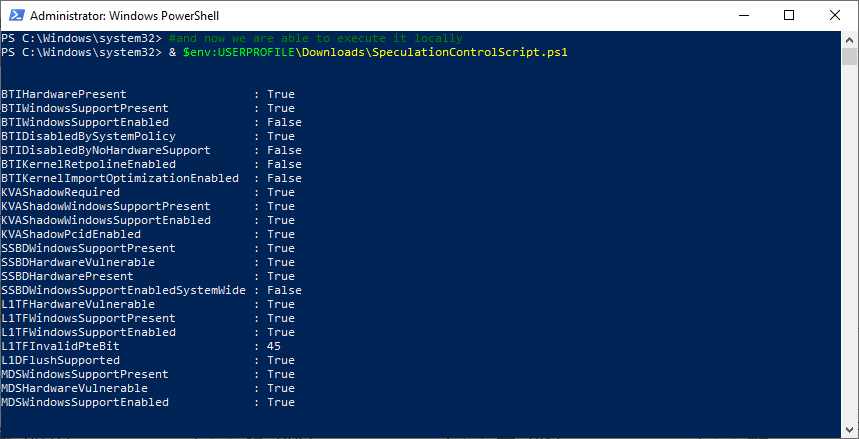 Administrator: Windows PowerShell
PS C:\Windows\system32> #and now we are able to execute it locally
PS C:\Windows\system32> & $env:USERPROFILE\Downloads\SpeculationControlScript.ps1
BTIHardwarePresent : True
BTIWindowsSupportPresent : True
BTIWindowsSupportEnabled : False
BTIDisabledBySystemPolicy : True
BTIDisabledByNoHardwareSupport : False
BTIKernelRetpolineEnabled : False
BTIKernelImportOptimizationEnabled : False
KVAShadowRequired : True
KVAShadowWindowsSupportPresent : True
KVAShadowWindowsSupportEnabled : True
KVAShadowPcidEnabled : True
SSBDWindowsSupportPresent : True
SSBDHardwareVulnerable : True
SSBDHardwarePresent : True
SSBDWindowsSupportEnabledSystemWide : False
L1TFHardwareVulnerable : True
L1TFWindowsSupportPresent : True
L1TFWindowsSupportEnabled : True
L1TFInvalidPteBit : 45
L1DFlushSupported : True
MDSWindowsSupportPresent : True
MDSHardwareVulnerable : True
MDSWindowsSupportEnabled : True